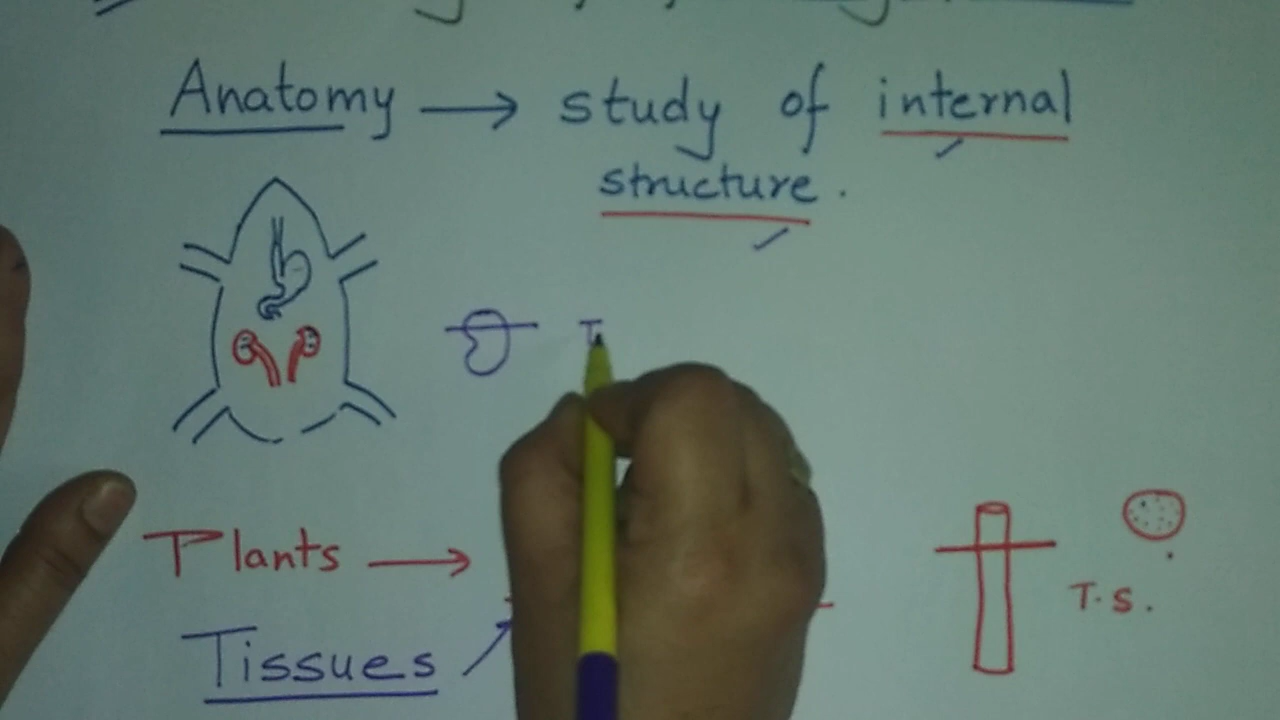 Anatomy → study of internal
structure.
T
Plants →
T.S.
Tissues